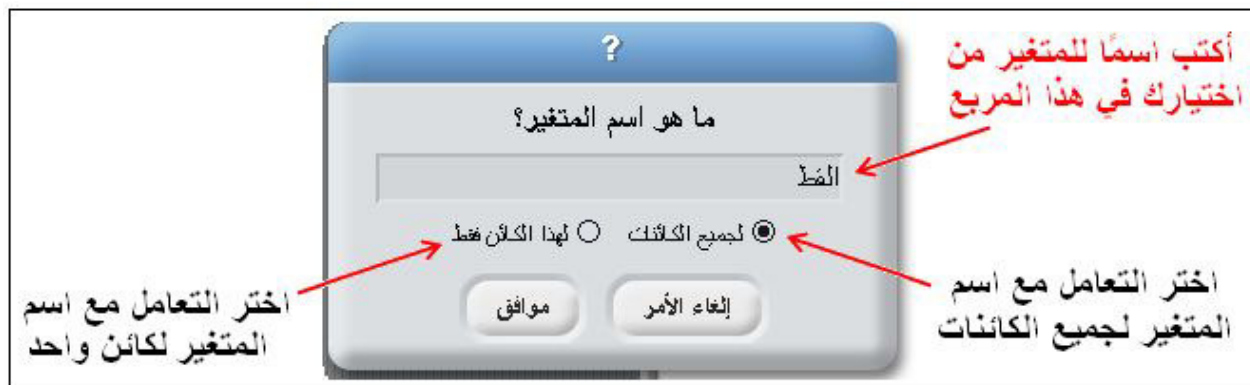 ?
أكتب اسمًا للمتغير من
اختيارك في هذا المربع
ما هو اسم المتغير؟
القط
لجميع الكائنات لهذا الكائن فقط
إلغاء الأمر موافق
اختر التعامل مع اسم
المتغير لجميع الكائنات
اختر التعامل مع اسم
المتغير لكائن واحد